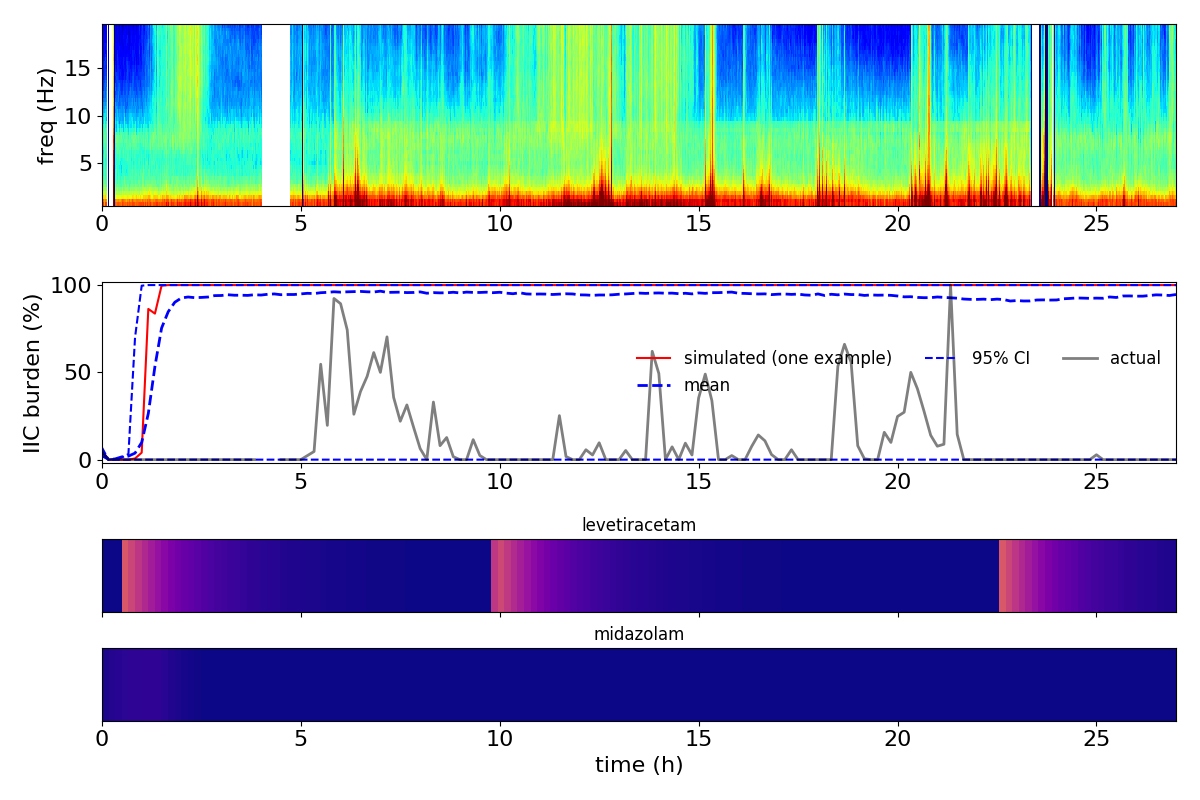 freq (Hz)
15
10
5
0 5 10 15 20 25
IIC burden (%)
100
50
0
simulated (one example) 95% CI actual
mean
0 5 10 15 20 25
levetiracetam
midazolam
0 5 10 15 20 25
time (h)